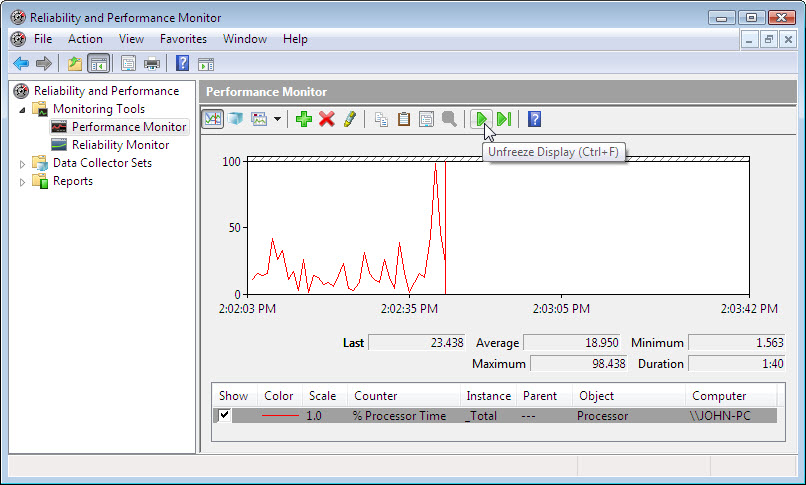 Reliability and Performance Monitor
File Action View Favorites Window Help
Reliability and Performance
Monitoring Tools
Performance Monitor
Reliability Monitor
Data Collector Sets
Reports
Performance Monitor
Unfreeze Display (Ctrl+F)
100
50
0
2:02:03 PM 2:02:35 PM 2:03:05 PM 2:03:42 PM
Last 23.438 Average 18.950 Minimum 1.563
Maximum 98.438 Duration 1:40
Show Color Scale Counter Instance Parent Object Computer
1.0 % Processor Time _Total --- Processor \\JOHN-PC